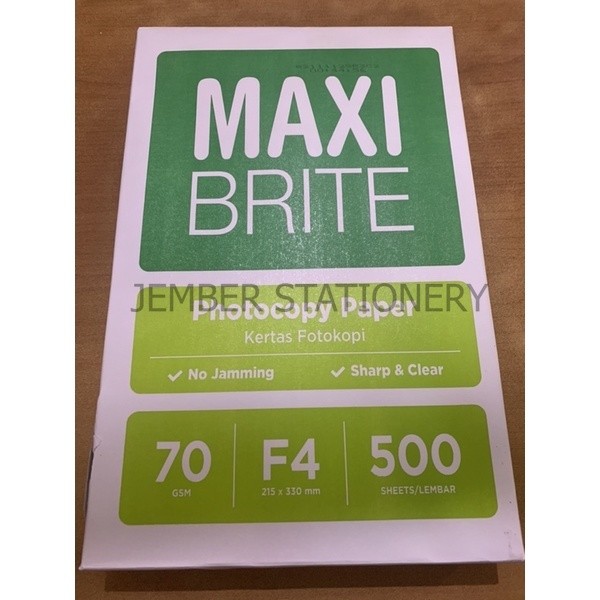 MAXI
BRITE
JEMBER STATIONERY
Photocopy Paper
Kertas Fotokopi
✓ No Jamming ✓ Sharp & Clear
70 F4 500
GSM 215 x 330 mm SHEETS/LEMBAR